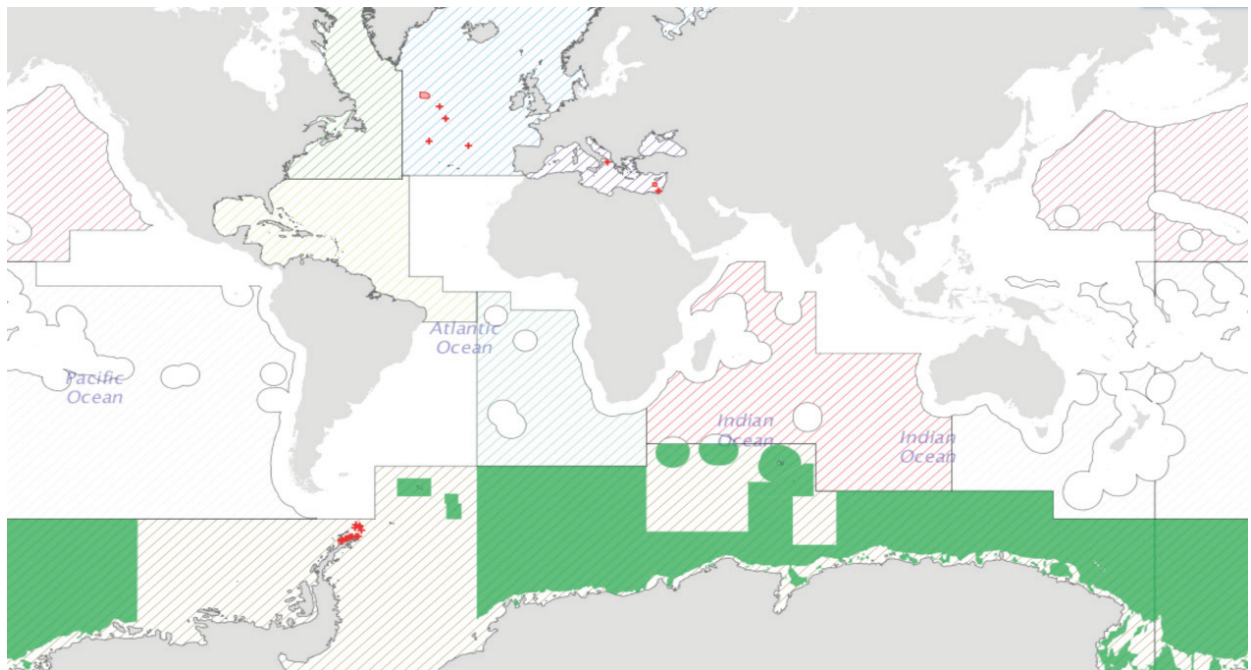 Atlantic
Ocean
Pacific
Ocean
Indian
Ocean
Indian
Ocean